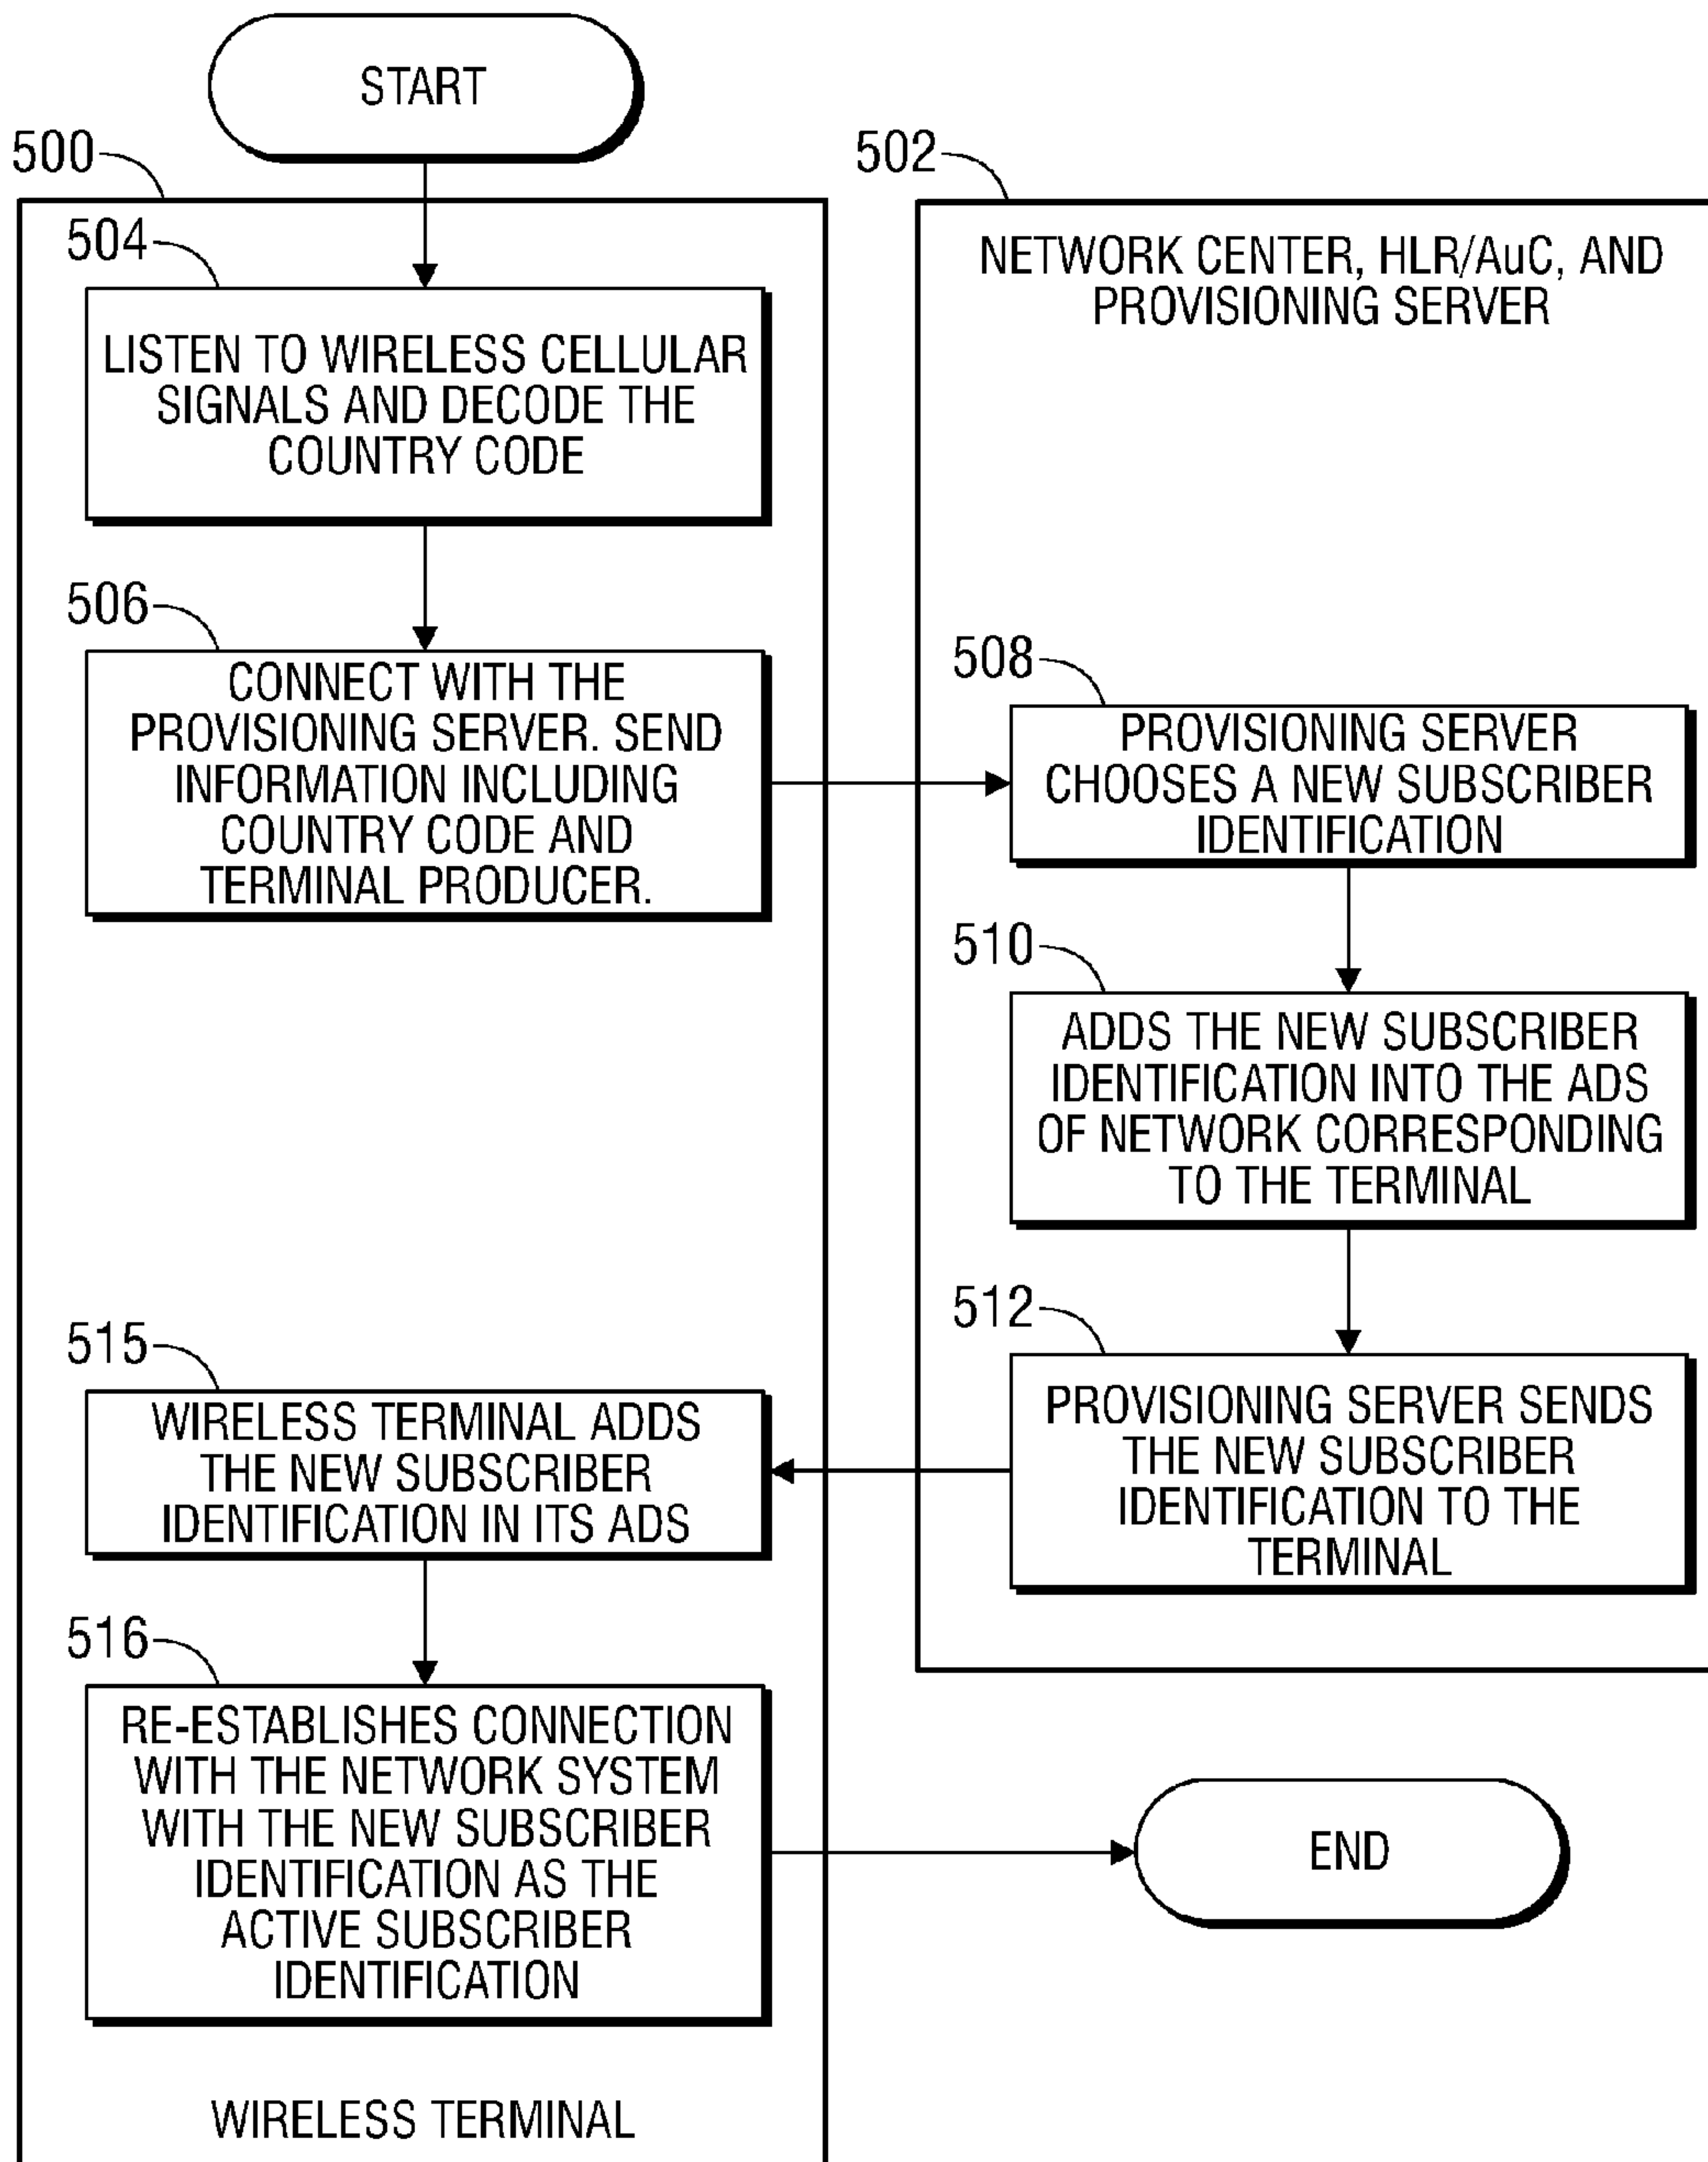 START
500
504
LISTEN TO WIRELESS CELLULAR
SIGNALS AND DECODE THE
COUNTRY CODE
506
CONNECT WITH THE
PROVISIONING SERVER. SEND
INFORMATION INCLUDING
COUNTRY CODE AND
TERMINAL PRODUCER.
502
NETWORK CENTER, HLR/AuC, AND
PROVISIONING SERVER
508
PROVISIONING SERVER
CHOOSES A NEW SUBSCRIBER
IDENTIFICATION
510
ADDS THE NEW SUBSCRIBER
IDENTIFICATION INTO THE ADS
OF NETWORK CORRESPONDING
TO THE TERMINAL
512
PROVISIONING SERVER SENDS
THE NEW SUBSCRIBER
IDENTIFICATION TO THE
TERMINAL
515
WIRELESS TERMINAL ADDS
THE NEW SUBSCRIBER
IDENTIFICATION IN ITS ADS
516
RE-ESTABLISHES CONNECTION
WITH THE NETWORK SYSTEM
WITH THE NEW SUBSCRIBER
IDENTIFICATION AS THE
ACTIVE SUBSCRIBER
IDENTIFICATION
END
WIRELESS TERMINAL